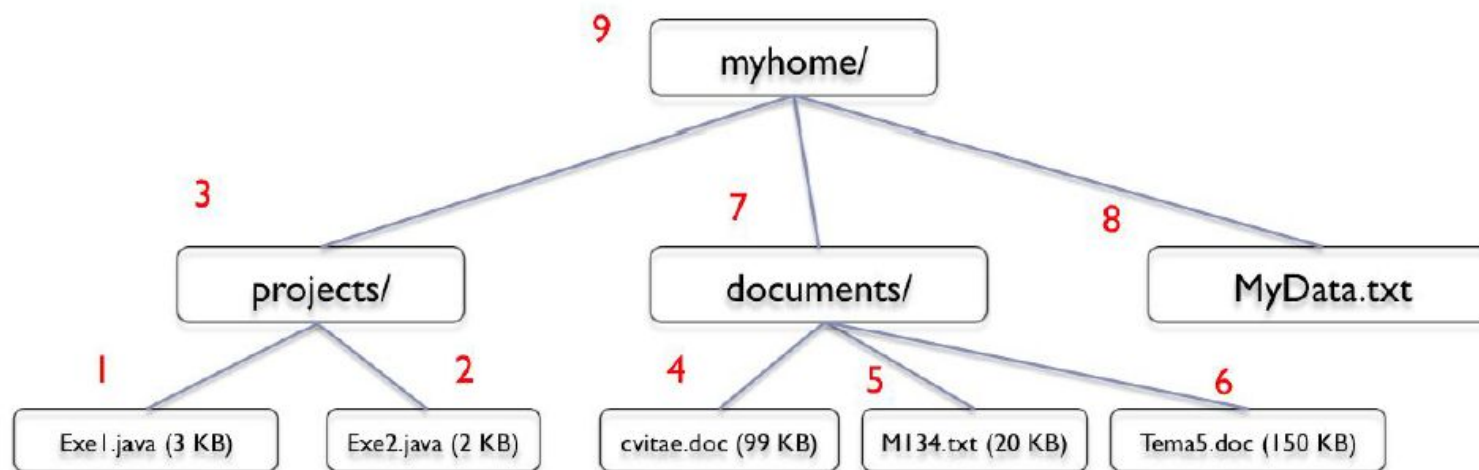 9
myhome/
3
7
8
projects/
documents/
MyData.txt
1
2
4
5
6
Exe1.java (3 KB)
Exe2.java (2 KB)
cvitae.doc (99 KB)
M134.txt (20 KB)
Tema5.doc (150 KB)